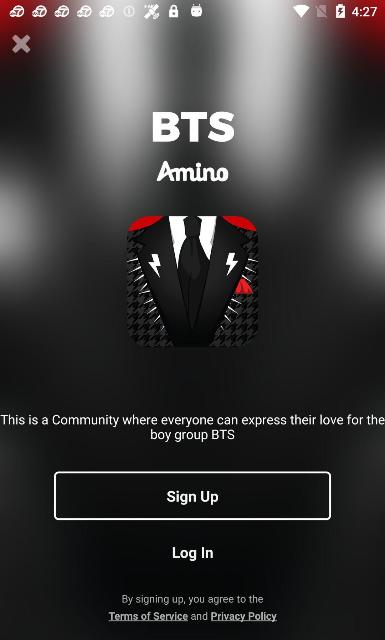 4:27
BTS
Amino
This is a Community where everyone can express their love for the
boy group BTS
Sign Up
Log In
By signing up, you agree to the
Terms of Service and Privacy Policy